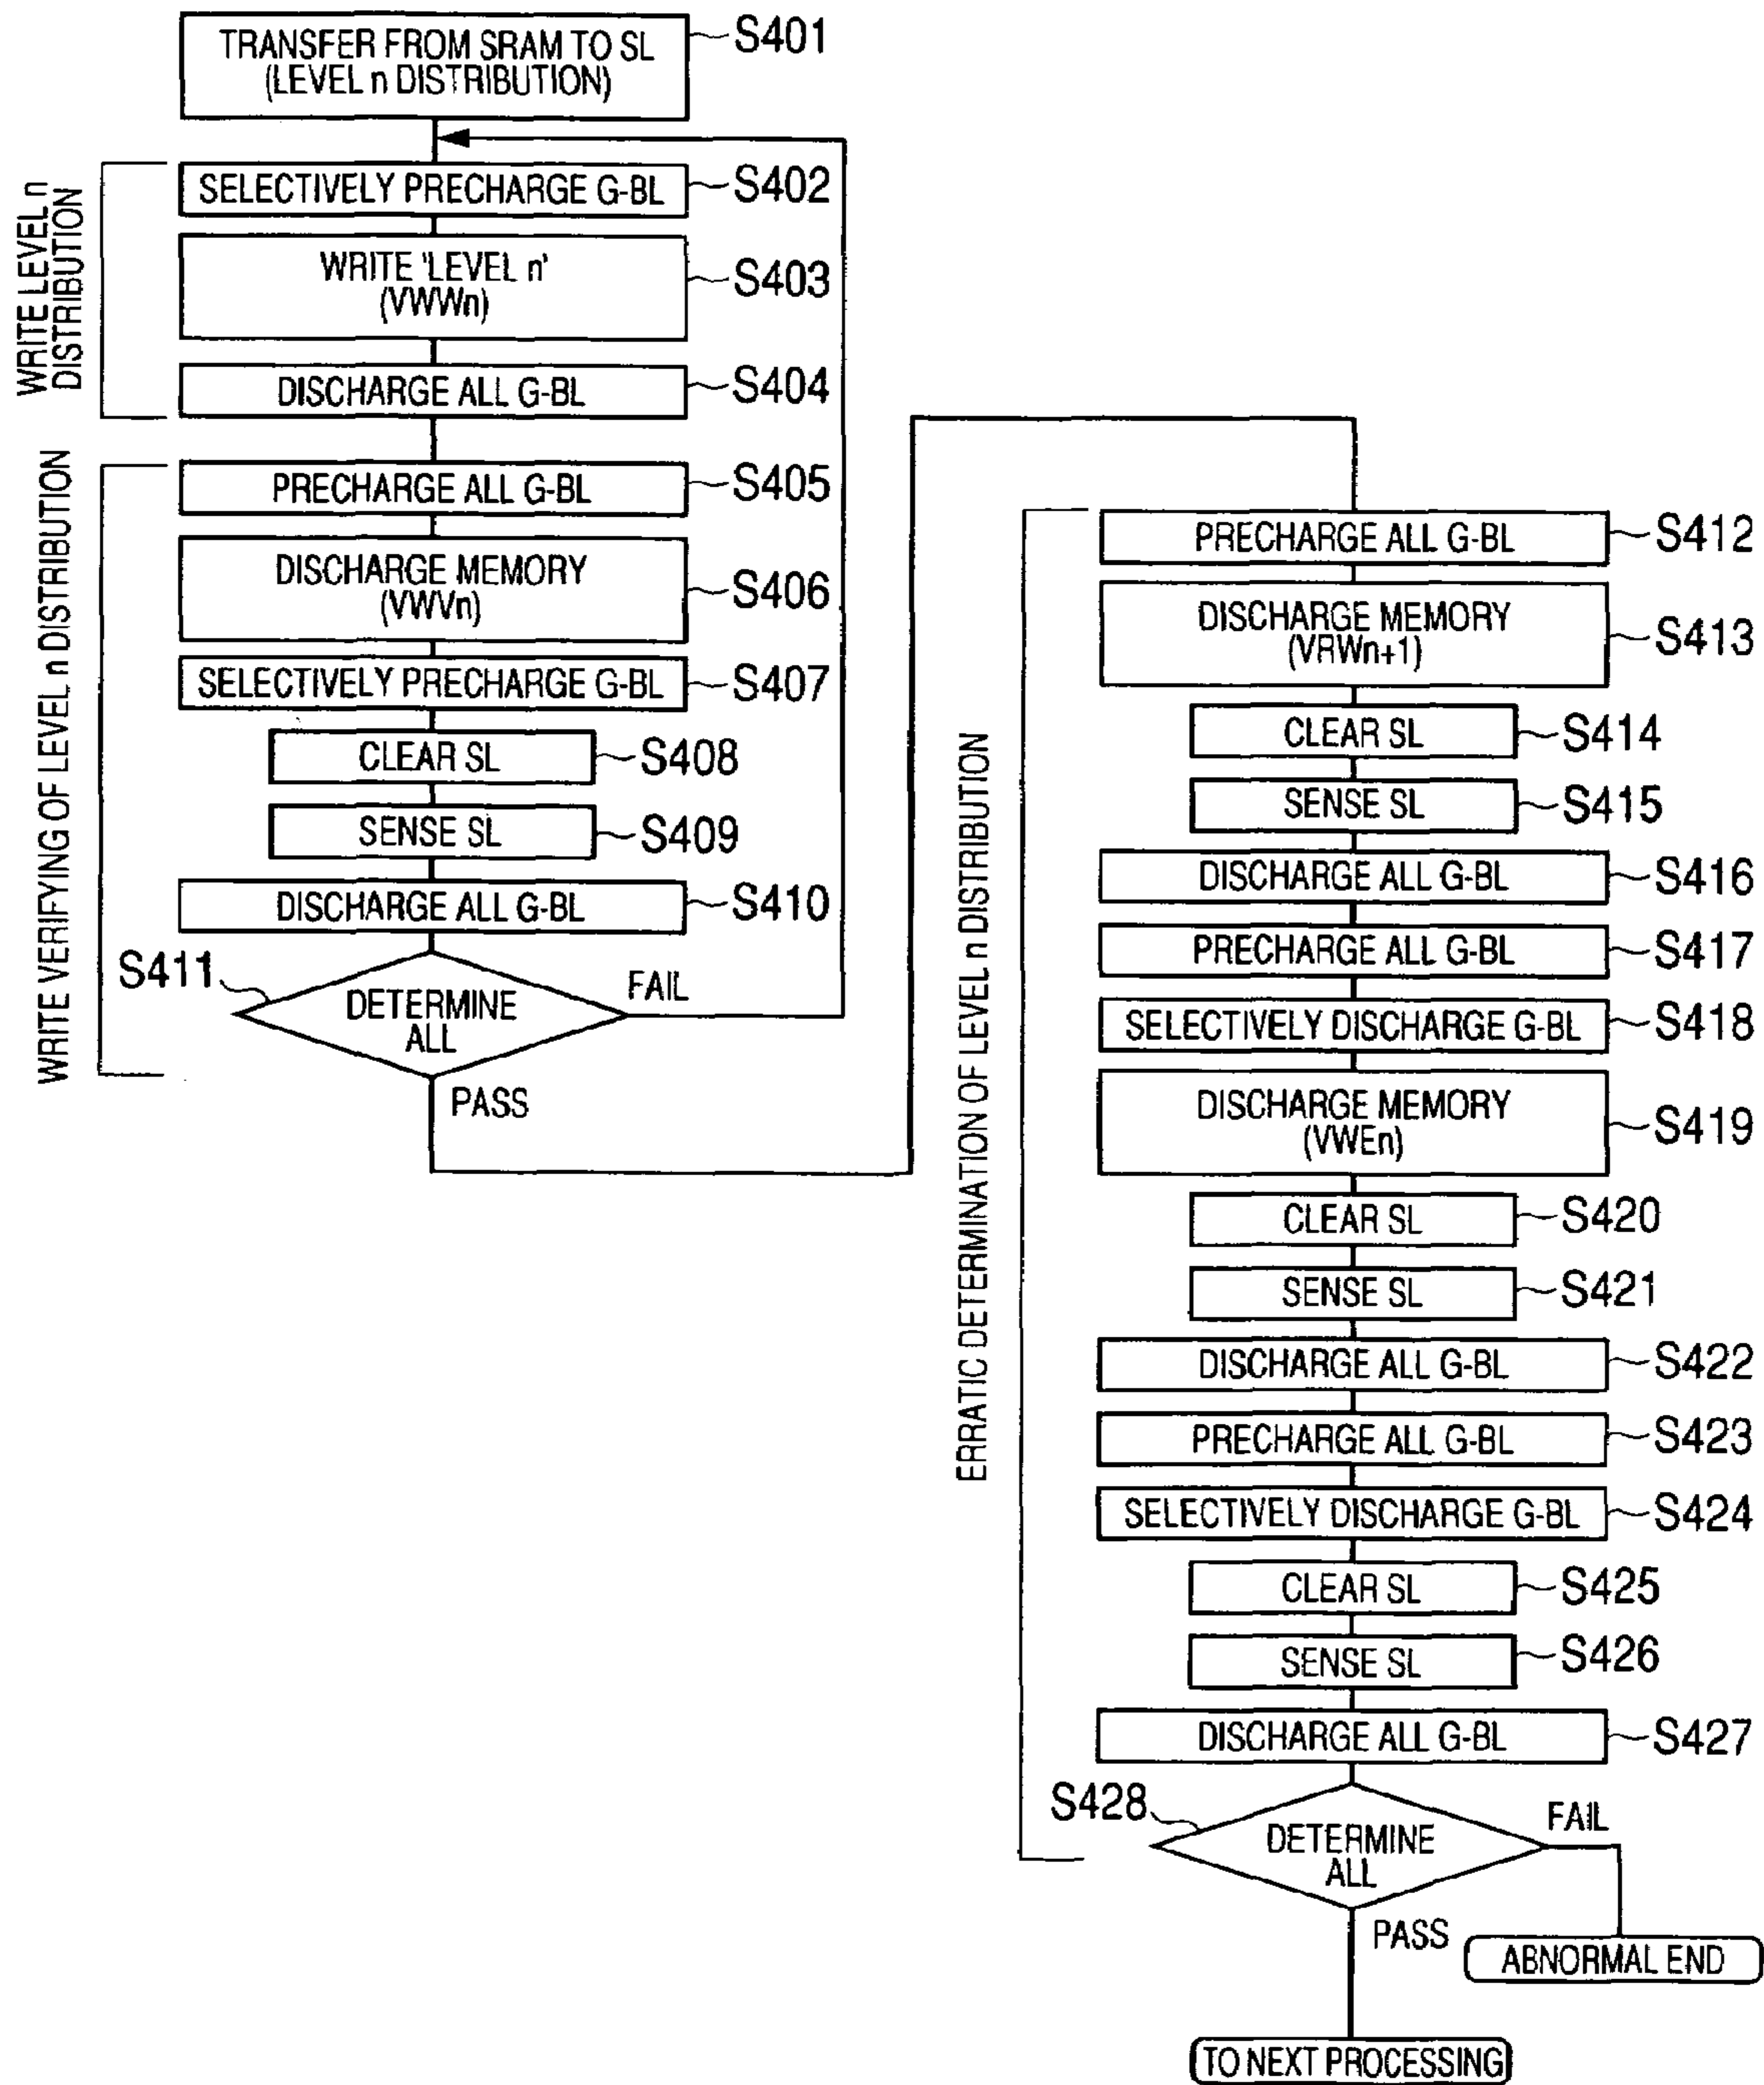 TRANSFER FROM SRAM TO SL
(LEVEL n DISTRIBUTION)
S401
WRITE LEVEL n
DISTRIBUTION
SELECTIVELY PRECHARGE G-BL
S402
WRITE 'LEVEL n'
(VWWn)
S403
DISCHARGE ALL G-BL
S404
WRITE VERIFYING OF LEVEL n DISTRIBUTION
PRECHARGE ALL G-BL
S405
DISCHARGE MEMORY
(VWVn)
S406
SELECTIVELY PRECHARGE G-BL
S407
CLEAR SL
S408
SENSE SL
S409
DISCHARGE ALL G-BL
S410
S411
DETERMINE
ALL
FAIL
PASS
ERRATIC DETERMINATION OF LEVEL n DISTRIBUTION
PRECHARGE ALL G-BL
S412
DISCHARGE MEMORY
(VRWn+1)
S413
CLEAR SL
S414
SENSE SL
S415
DISCHARGE ALL G-BL
S416
PRECHARGE ALL G-BL
S417
SELECTIVELY DISCHARGE G-BL
S418
DISCHARGE MEMORY
(VWEn)
S419
CLEAR SL
S420
SENSE SL
S421
DISCHARGE ALL G-BL
S422
PRECHARGE ALL G-BL
S423
SELECTIVELY DISCHARGE G-BL
S424
CLEAR SL
S425
SENSE SL
S426
DISCHARGE ALL G-BL
S427
S428
DETERMINE
ALL
FAIL
PASS
ABNORMAL END
TO NEXT PROCESSING